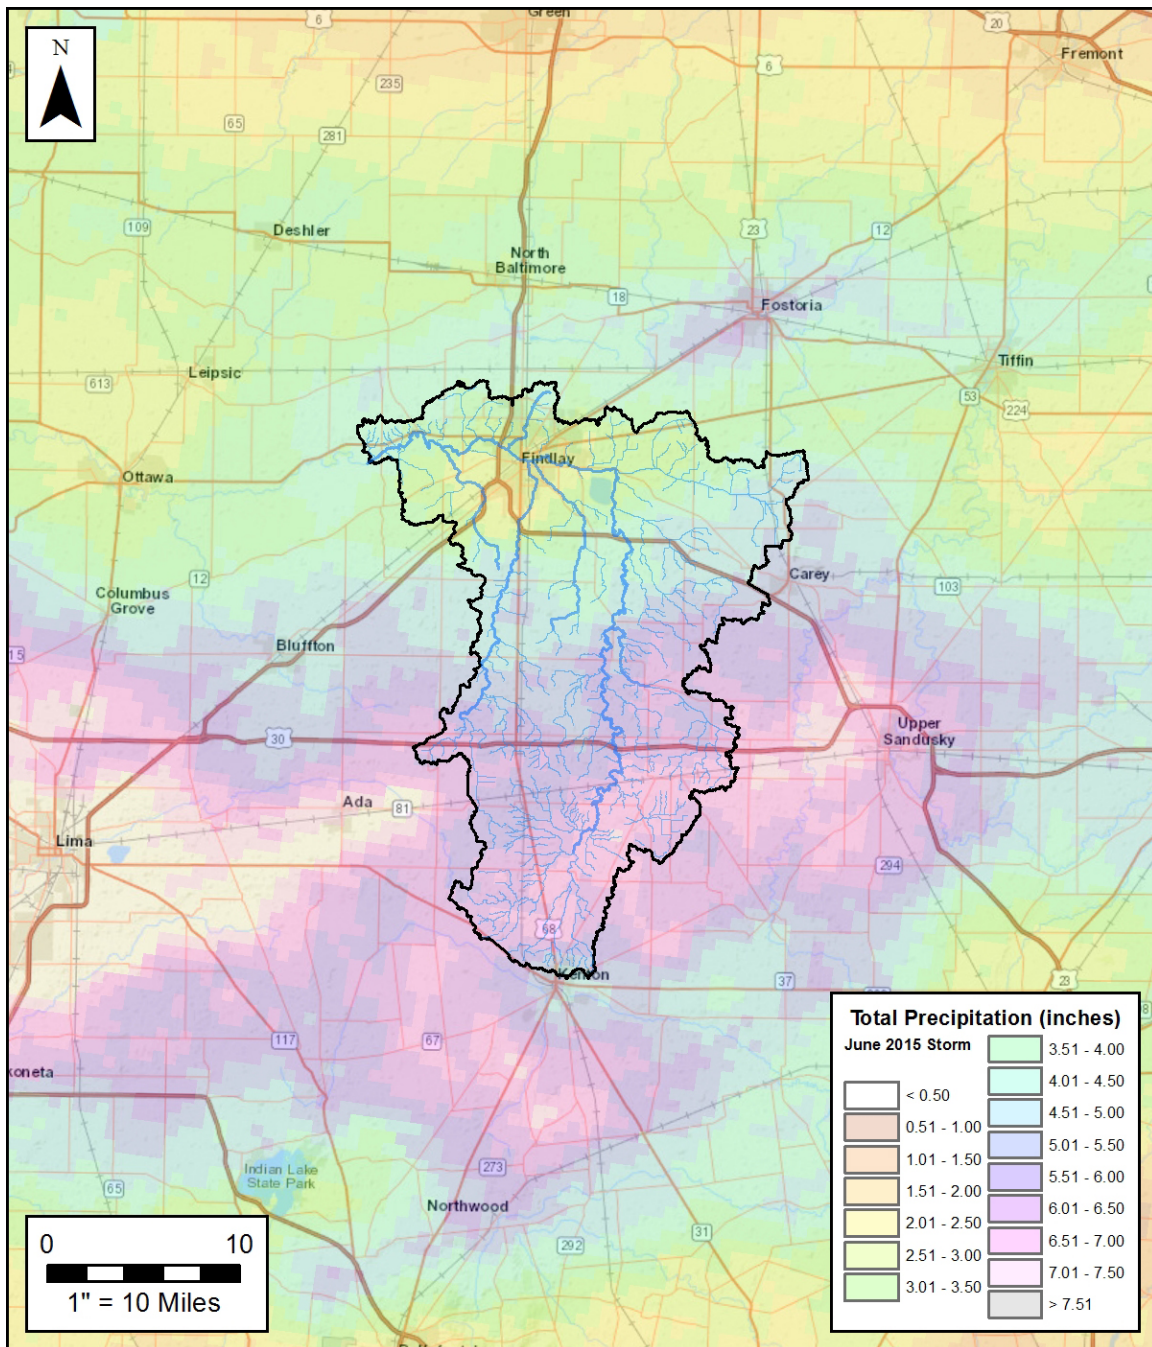 Green
6
20
Fremont
N
6
235
65
281
109
Deshler
23
12
North
Baltimore
18
Fostoria
Tiffin
Leipsic
613
53
224
Findlay
Ottawa
Carey
12
103
Columbus
Grove
Bluffton
15
Upper
Sandusky
30
Ada
81
Lima
294
68
Kenton
37
23
117
67
koneta
273
Indian Lake
State Park
65
Northwood
31
292
0 10
1" = 10 Miles
Total Precipitation (inches)
June 2015 Storm
< 0.50
0.51 - 1.00
1.01 - 1.50
1.51 - 2.00
2.01 - 2.50
2.51 - 3.00
3.01 - 3.50
3.51 - 4.00
4.01 - 4.50
4.51 - 5.00
5.01 - 5.50
5.51 - 6.00
6.01 - 6.50
6.51 - 7.00
7.01 - 7.50
> 7.51